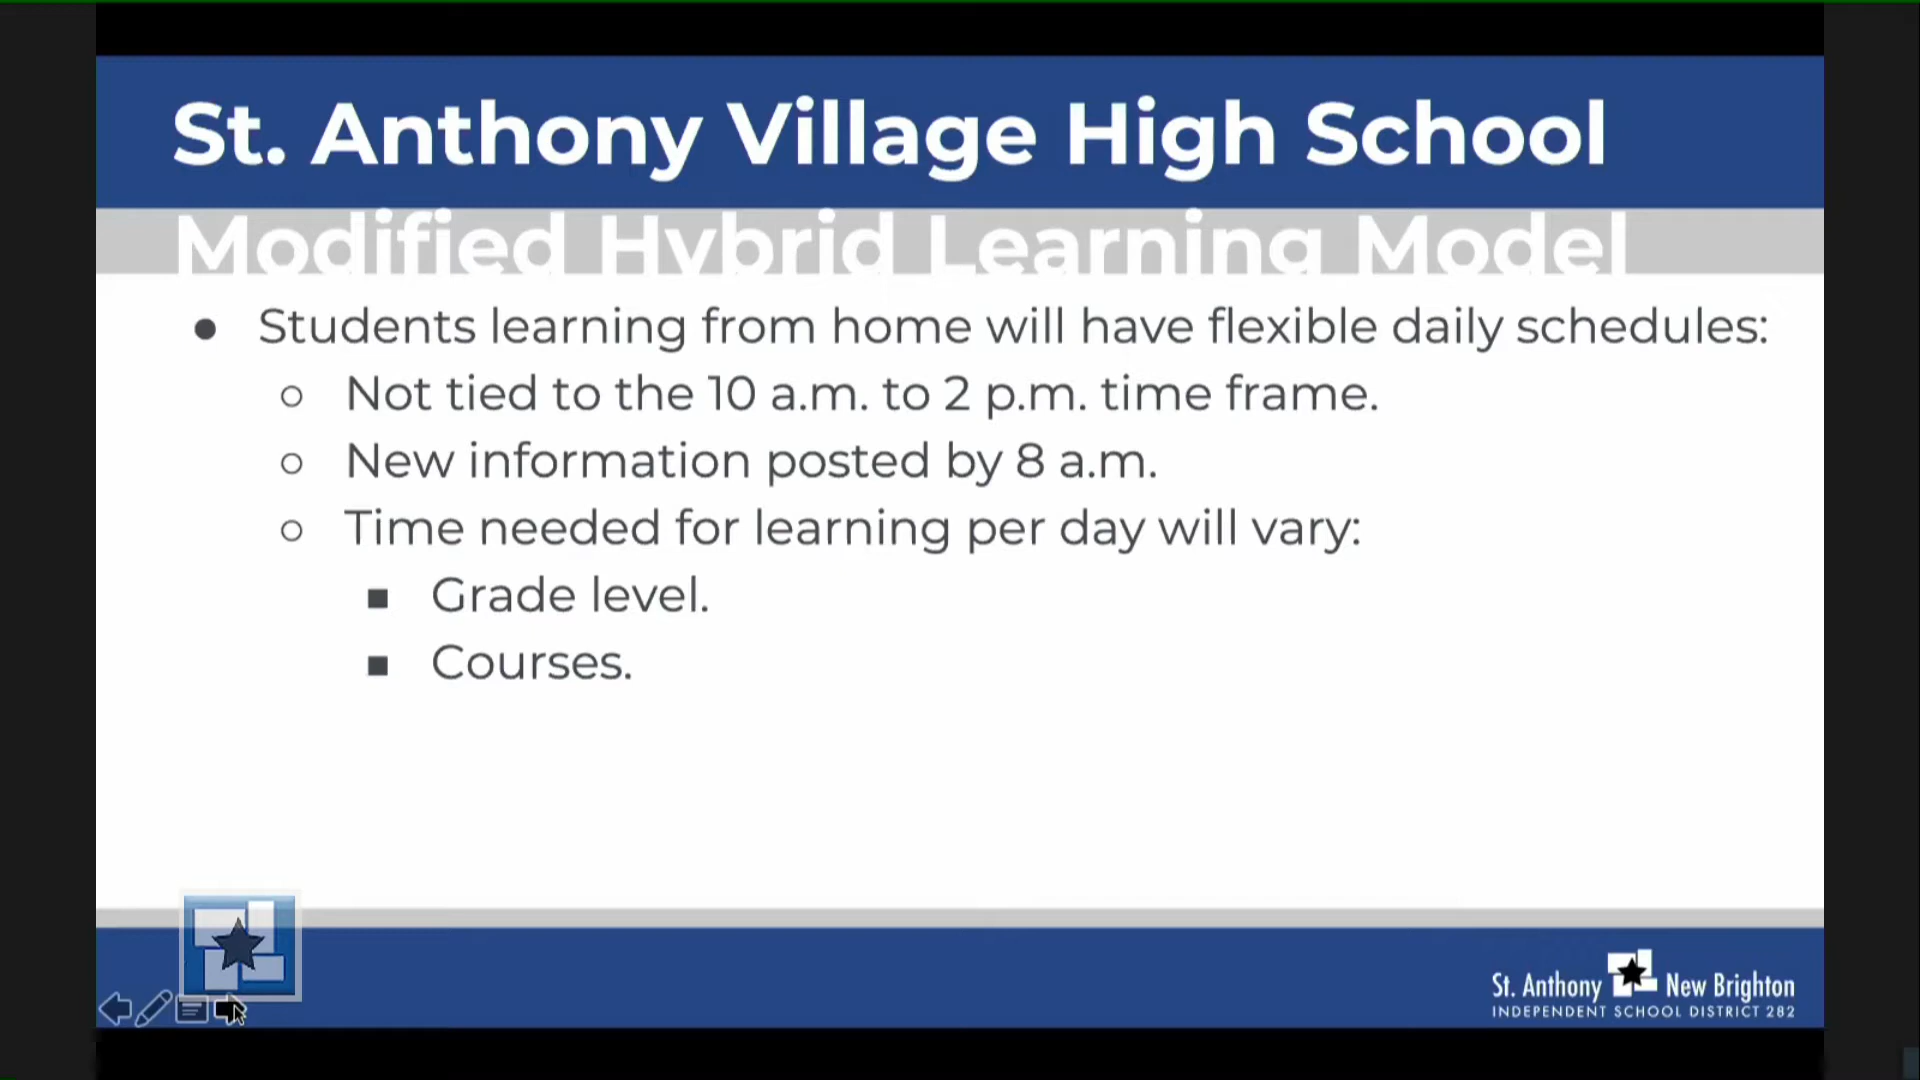 St. Anthony Village High School
Modified Hybrid Learning Model
● Students learning from home will have flexible daily schedules:
○ Not tied to the 10 a.m. to 2 p.m. time frame.
○ New information posted by 8 a.m.
○ Time needed for learning per day will vary:
■ Grade level.
■ Courses.
St. Anthony New Brighton
INDEPENDENT SCHOOL DISTRICT 282